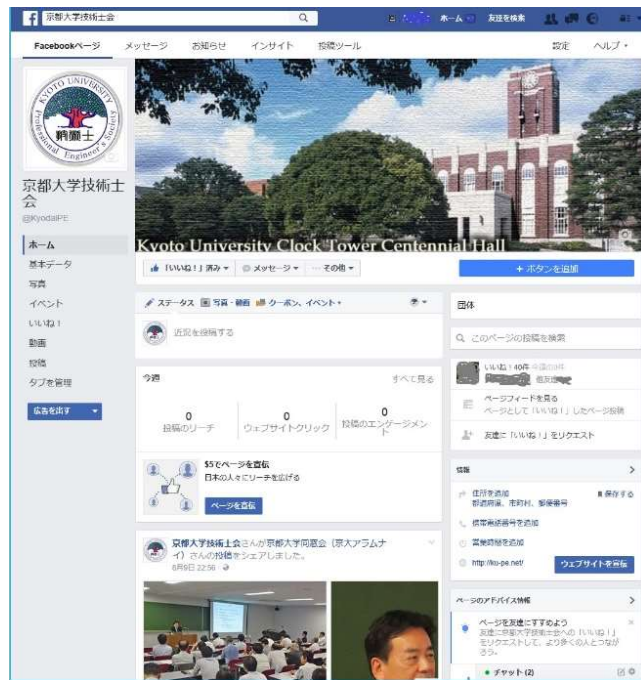 京都大学技術士会
ホーム
友達を検索
Facebookページ
メッセージ
お知らせ
インサイト
投稿ツール
設定
ヘルプ
KYOTO UNIVERSITY
Professional Engineer's Society
京都大学技術士会
@KyodaiPE
Kyoto University Clock Tower Centennial Hall
ホーム
基本データ
写真
イベント
いいね！
動画
投稿
タブを管理
広告を出す
「いいね！」済み
メッセージ
その他
+ ボタンを追加
ステータス
写真・動画
クーポン、イベント+
近況を投稿する
今週
すべて見る
0
投稿のリーチ
0
ウェブサイトクリック
0
投稿のエンゲージメント
$5でページを宣伝
日本の人々にリーチを広げる
ページを宣伝
京都大学技術士会さんが京都大学同窓会（京大アラムナイ）さんの投稿をシェアしました。
8月9日 22:56
団体
このページの投稿を検索
いいね！40件
ページフィードを見る
ページとして「いいね！」したページ投稿
友達に「いいね！」をリクエスト
情報
住所を追加
都道府県、市町村、郵便番号
保存する
携帯電話番号を追加
営業時間を追加
http://ku-pe.net/
ウェブサイトを宣伝
ページのアドバイス情報
ページを友達にすすめよう
友達に京都大学技術士会への「いいね！」をリクエストして、より多くの人とつながろう。
チャット (2)